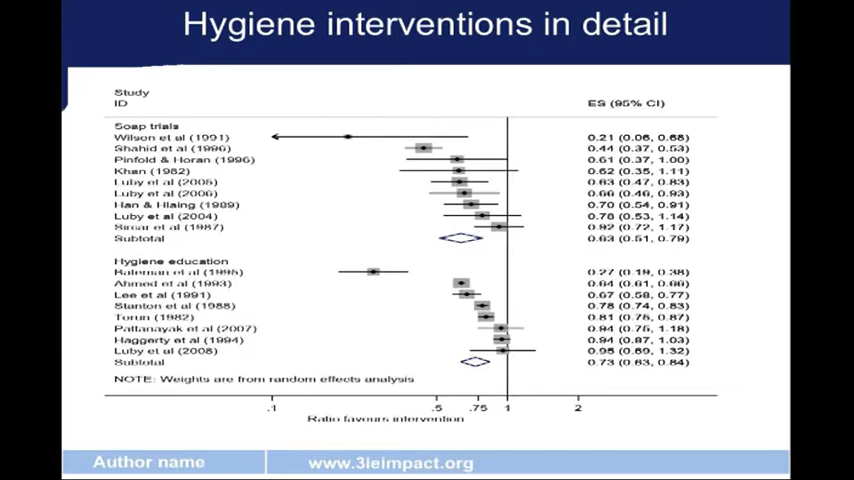 Hygiene interventions in detail
Study
ID ES (95% CI)
Soap trials
Wilson et al (1991) 0.21 (0.06, 0.68)
Shahid et al (1996) 0.44 (0.37, 0.53)
Pinfold & Horan (1996) 0.61 (0.37, 1.00)
Khan (1982) 0.62 (0.35, 1.11)
Luby et al (2005) 0.63 (0.47, 0.83)
Luby et al (2006) 0.66 (0.46, 0.93)
Han & Hlaing (1989) 0.70 (0.54, 0.91)
Luby et al (2004) 0.78 (0.53, 1.14)
Sircar et al (1987) 0.92 (0.72, 1.17)
Subtotal 0.63 (0.51, 0.79)
Hygiene education
Bateman et al (1995) 0.27 (0.19, 0.38)
Ahmed et al (1993) 0.64 (0.61, 0.66)
Lee et al (1991) 0.67 (0.58, 0.77)
Stanton et al (1988) 0.78 (0.74, 0.83)
Torun (1982) 0.81 (0.75, 0.87)
Pattanayak et al (2007) 0.94 (0.75, 1.18)
Haggerty et al (1994) 0.94 (0.87, 1.03)
Luby et al (2008) 0.95 (0.69, 1.32)
Subtotal 0.73 (0.63, 0.84)
NOTE: Weights are from random effects analysis
.1 .5 .75 1 2
Ratio favours intervention
Author name www.3ieimpact.org